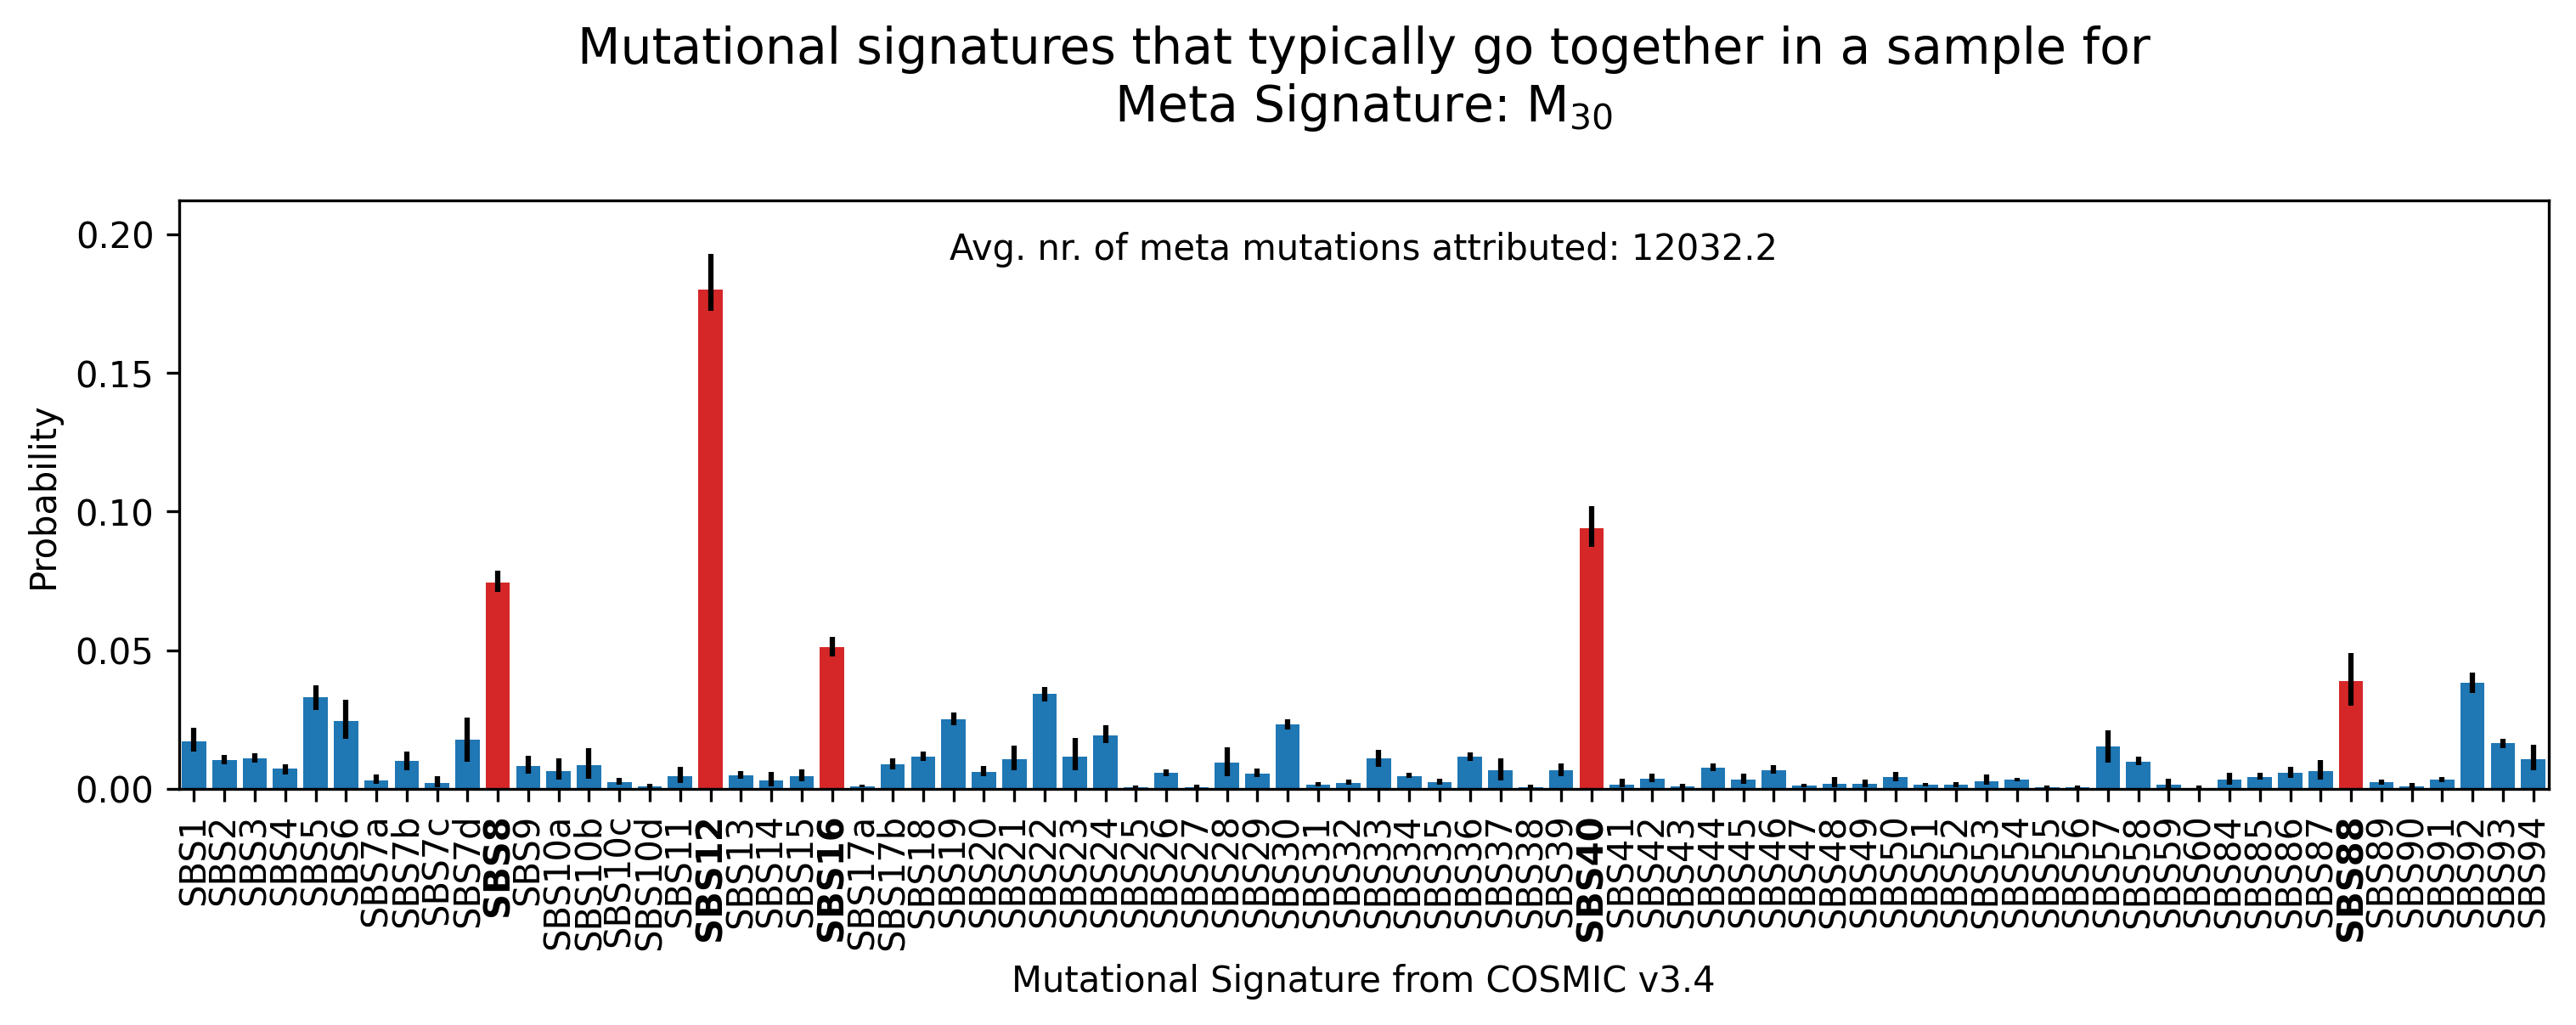 Mutational signatures that typically go together in a sample for
Meta Signature: M₃₀
Avg. nr. of meta mutations attributed: 12032.2
Probability
0.20
0.15
0.10
0.05
0.00
SBS1
SBS2
SBS3
SBS4
SBS5
SBS6
SBS7a
SBS7b
SBS7c
SBS7d
SBS8
SBS9
SBS10a
SBS10b
SBS10c
SBS10d
SBS11
SBS12
SBS13
SBS14
SBS15
SBS16
SBS17a
SBS17b
SBS18
SBS19
SBS20
SBS21
SBS22
SBS23
SBS24
SBS25
SBS26
SBS27
SBS28
SBS29
SBS30
SBS31
SBS32
SBS33
SBS34
SBS35
SBS36
SBS37
SBS38
SBS39
SBS40
SBS41
SBS42
SBS43
SBS44
SBS45
SBS46
SBS47
SBS48
SBS49
SBS50
SBS51
SBS52
SBS53
SBS54
SBS55
SBS56
SBS57
SBS58
SBS59
SBS60
SBS84
SBS85
SBS86
SBS87
SBS88
SBS89
SBS90
SBS91
SBS92
SBS93
SBS94
Mutational Signature from COSMIC v3.4